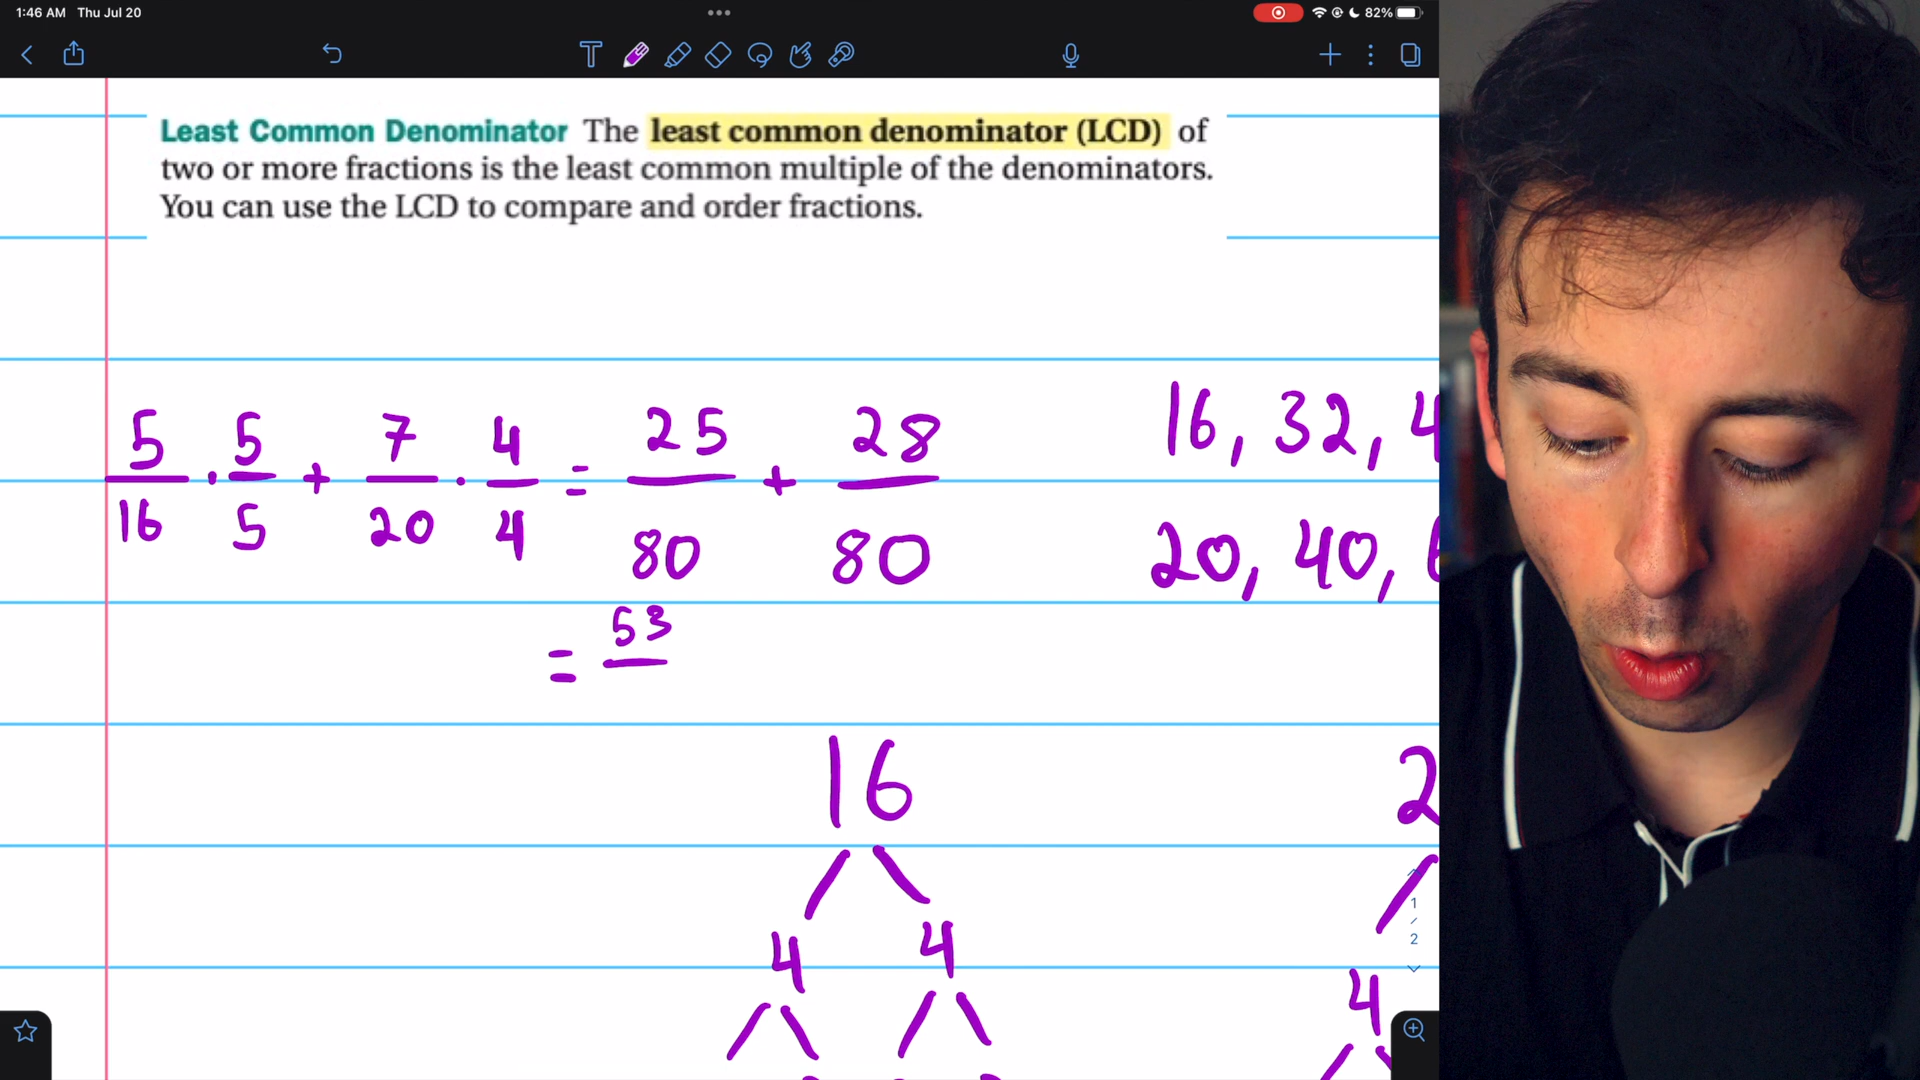 1:46 AM Thu Jul 20
82%
Least Common Denominator The least common denominator (LCD) of
two or more fractions is the least common multiple of the denominators.
You can use the LCD to compare and order fractions.
5/16 · 5/5 + 7/20 · 4/4 = 25/80 + 28/80
16, 32, 4
20, 40,
= 53
16
2
4 4
4
1 / 2